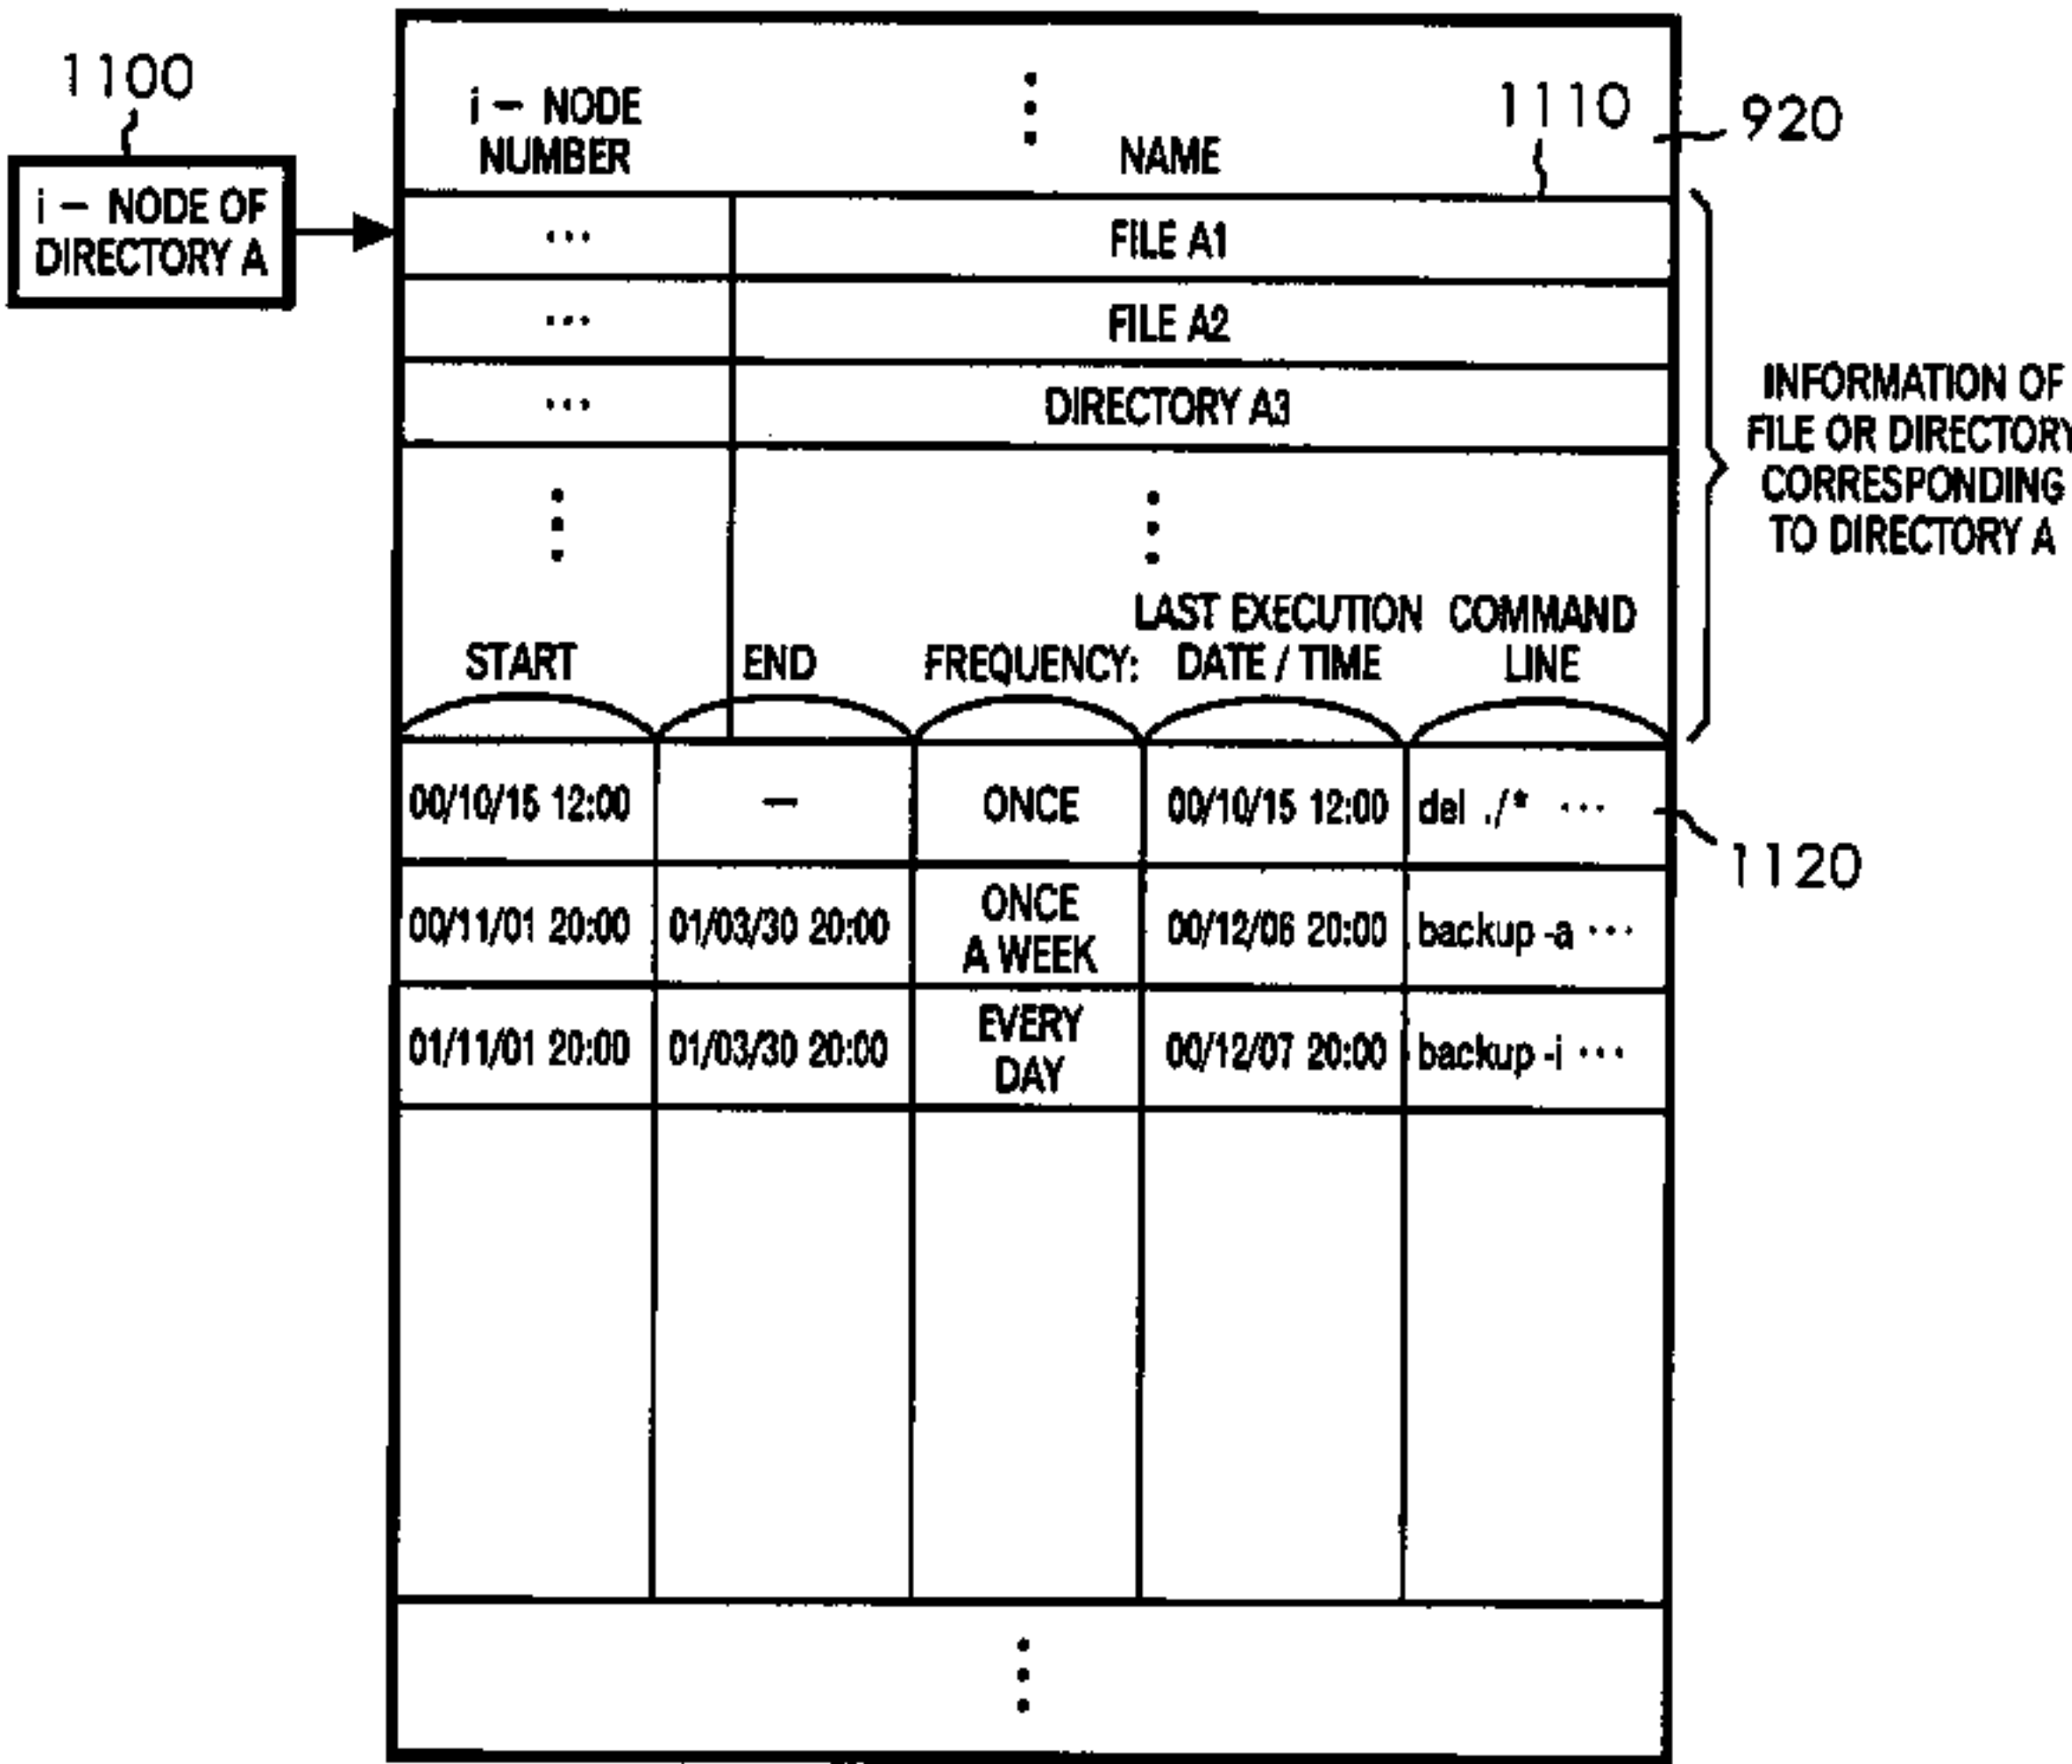 1100
i – NODE OF
DIRECTORY A
i – NODE
NUMBER
NAME
1110
920
... FILE A1
... FILE A2
... DIRECTORY A3
INFORMATION OF
FILE OR DIRECTORY
CORRESPONDING
TO DIRECTORY A
START END FREQUENCY: LAST EXECUTION DATE / TIME COMMAND LINE
00/10/15 12:00 — ONCE 00/10/15 12:00 del ./* ...
1120
00/11/01 20:00 01/03/30 20:00 ONCE A WEEK 00/12/06 20:00 backup -a ...
01/11/01 20:00 01/03/30 20:00 EVERY DAY 00/12/07 20:00 backup -i ...